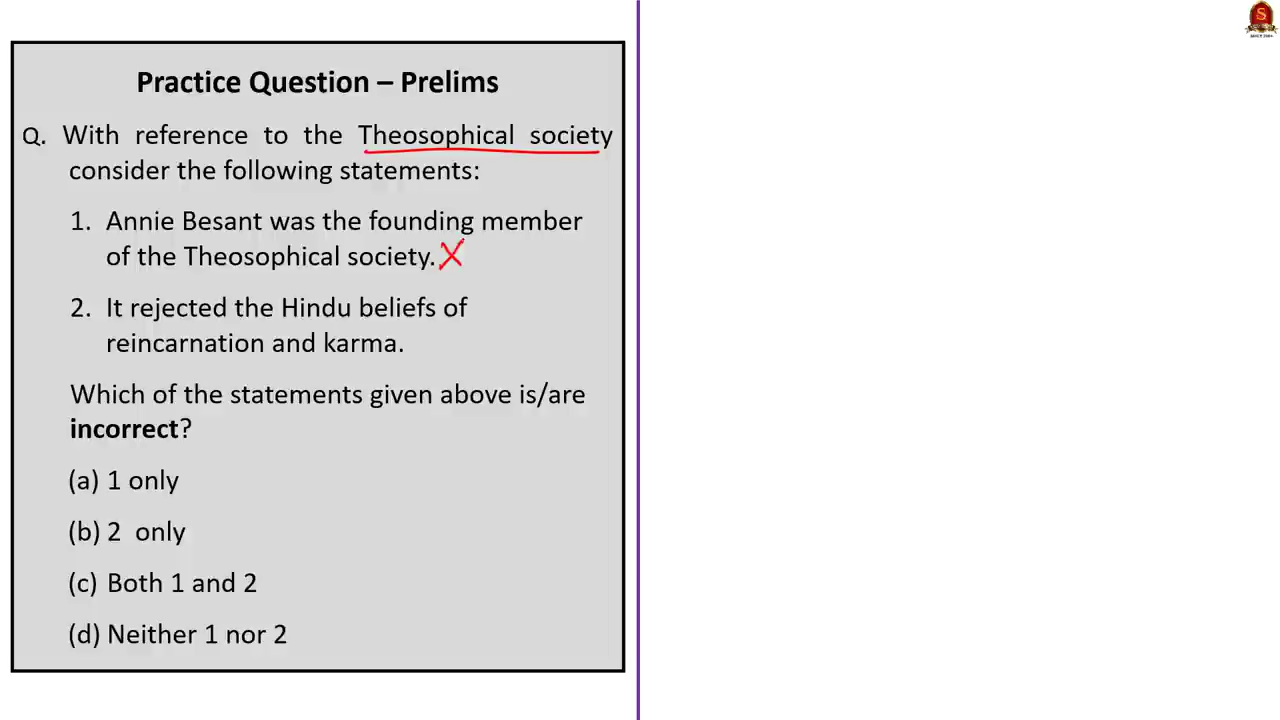 Practice Question – Prelims
Q. With reference to the Theosophical society
consider the following statements:
1. Annie Besant was the founding member
of the Theosophical society.
2. It rejected the Hindu beliefs of
reincarnation and karma.
Which of the statements given above is/are
incorrect?
(a) 1 only
(b) 2 only
(c) Both 1 and 2
(d) Neither 1 nor 2
S